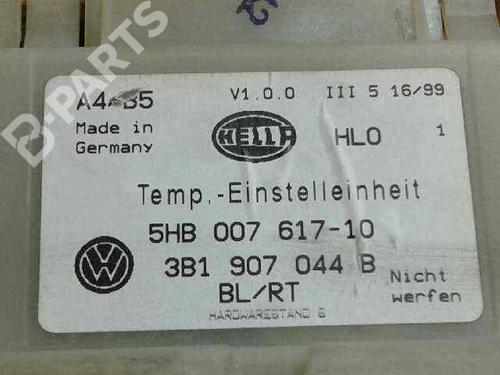 B-PARTS
A4/B5 V1.0.0 III 5 16/99
Made in Germany
HELLA
HLO 1
Temp.-Einstelleinheit
5HB 007 617-10
3B1 907 044 B
Nicht werfen
BL/RT
HARDWARESTAND 6